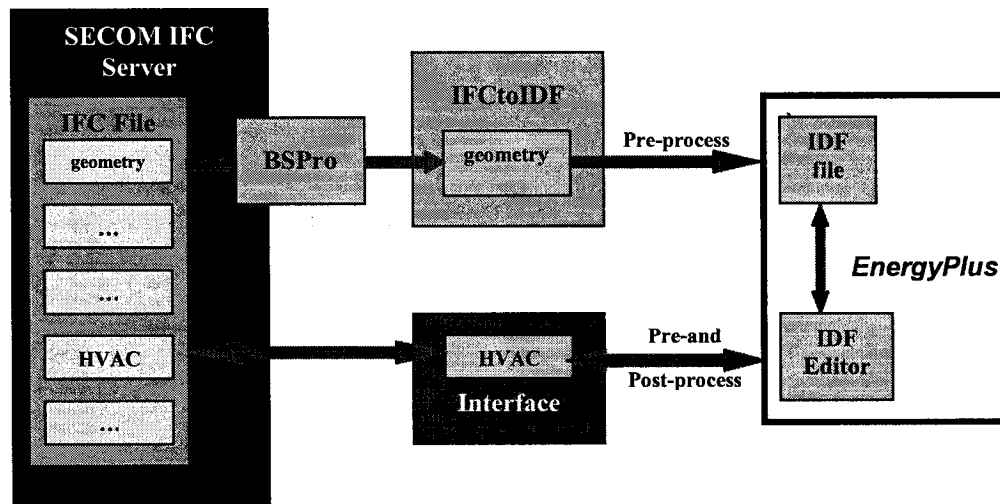 SECOM IFC
Server
IFC File
geometry
...
...
HVAC
...
BSPro
IFCtoIDF
geometry
Pre-process
HVAC
Interface
Pre-and
Post-process
IDF
file
EnergyPlus
IDF
Editor